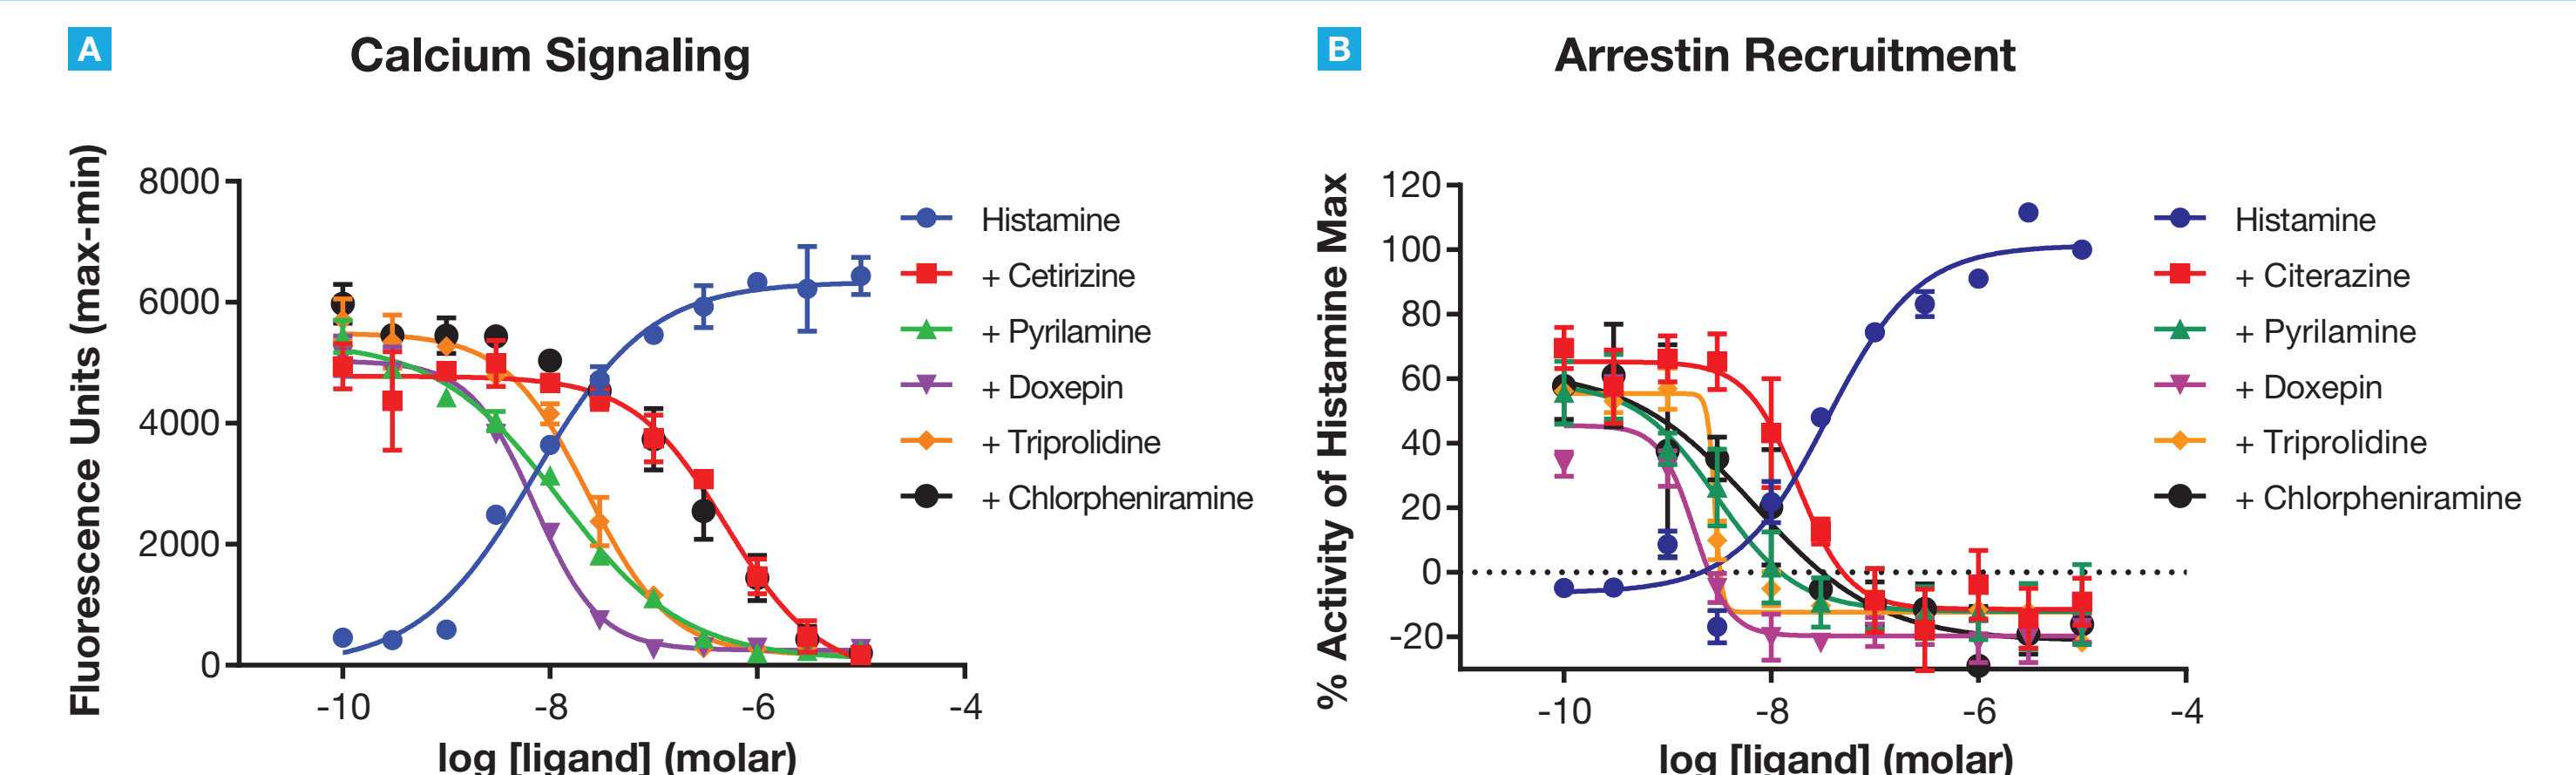 A
Calcium Signaling
Fluorescence Units (max-min)
8000
6000
4000
2000
0
-10
-8
-6
-4
log [ligand] (molar)
Histamine
+ Cetirizine
+ Pyrilamine
+ Doxepin
+ Triprolidine
+ Chlorpheniramine
B
Arrestin Recruitment
% Activity of Histamine Max
120
100
80
60
40
20
0
-20
-10
-8
-6
-4
log [ligand] (molar)
Histamine
+ Citerazine
+ Pyrilamine
+ Doxepin
+ Triprolidine
+ Chlorpheniramine